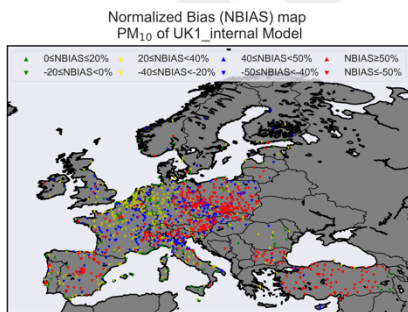 Normalized Bias (NBIAS) map
PM₁₀ of UK1_internal Model
0≤NBIAS≤20% 20≤NBIAS<40% 40≤NBIAS<50% NBIAS≥50%
-20≤NBIAS<0% -40≤NBIAS<-20% -50≤NBIAS<-40% NBIAS≤-50%